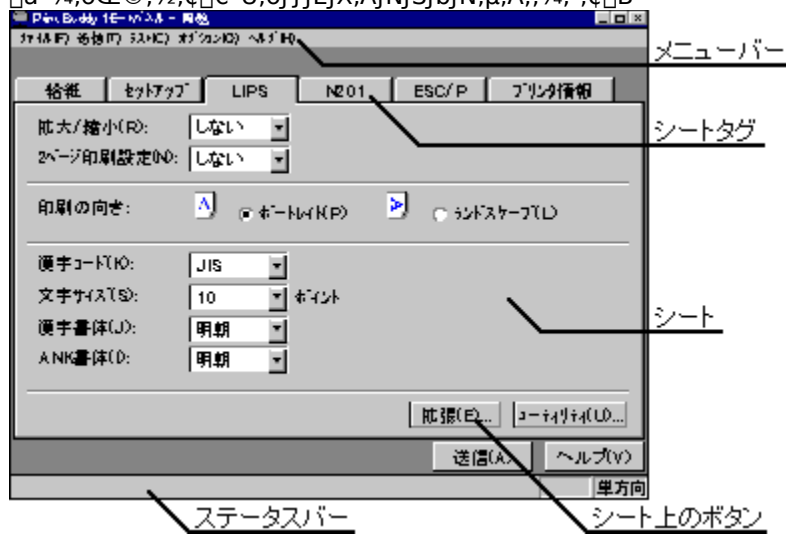 メニューバー
給紙 セットアップ LIPS N201 ESC/P プリンタ情報
シートタグ
拡大/縮小(R): しない
2ページ印刷設定(N): しない
印刷の向き: A ポートレイト(P) A ランドスケープ(L)
漢字コード(K): JIS
文字サイズ(S): 10 ポイント
シート
漢字書体(J): 明朝
ANK書体(I): 明朝
拡張(E)... ユーティリティ(U)...
送信(A) ヘルプ(V)
単方向
ステータスバー
シート上のボタン